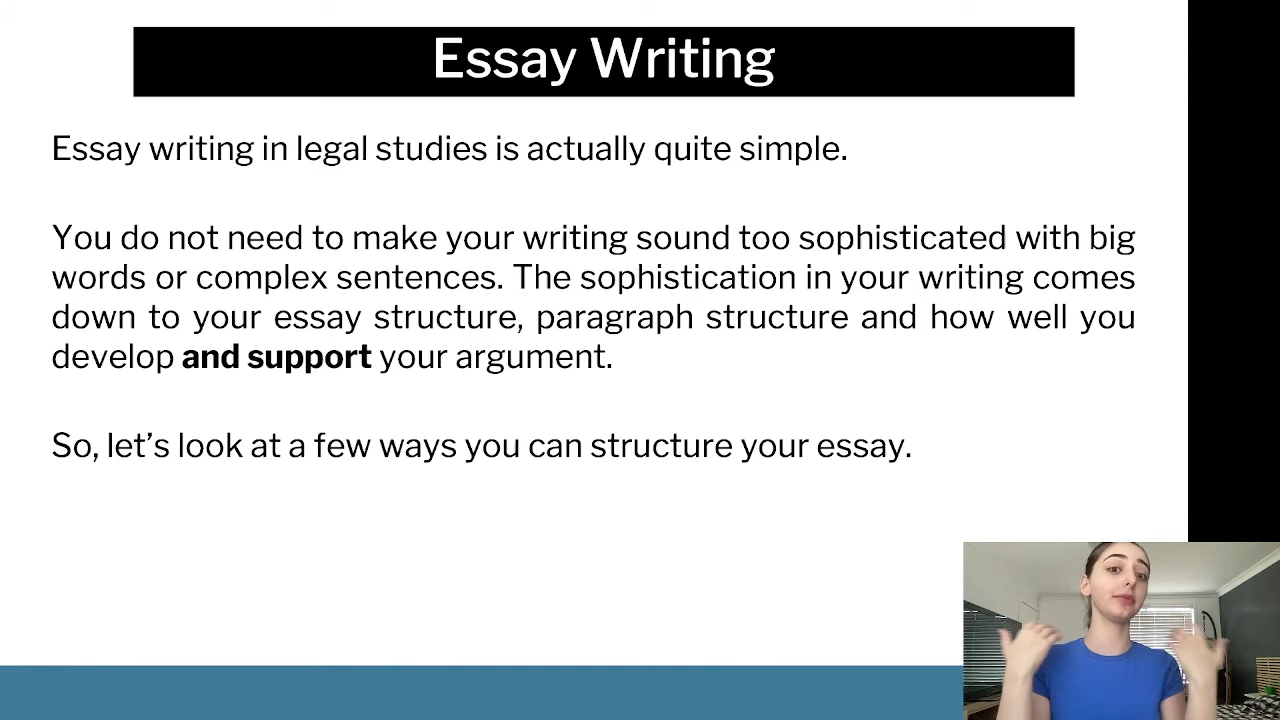 Essay Writing
Essay writing in legal studies is actually quite simple.
You do not need to make your writing sound too sophisticated with big
words or complex sentences. The sophistication in your writing comes
down to your essay structure, paragraph structure and how well you
develop and support your argument.
So, let’s look at a few ways you can structure your essay.